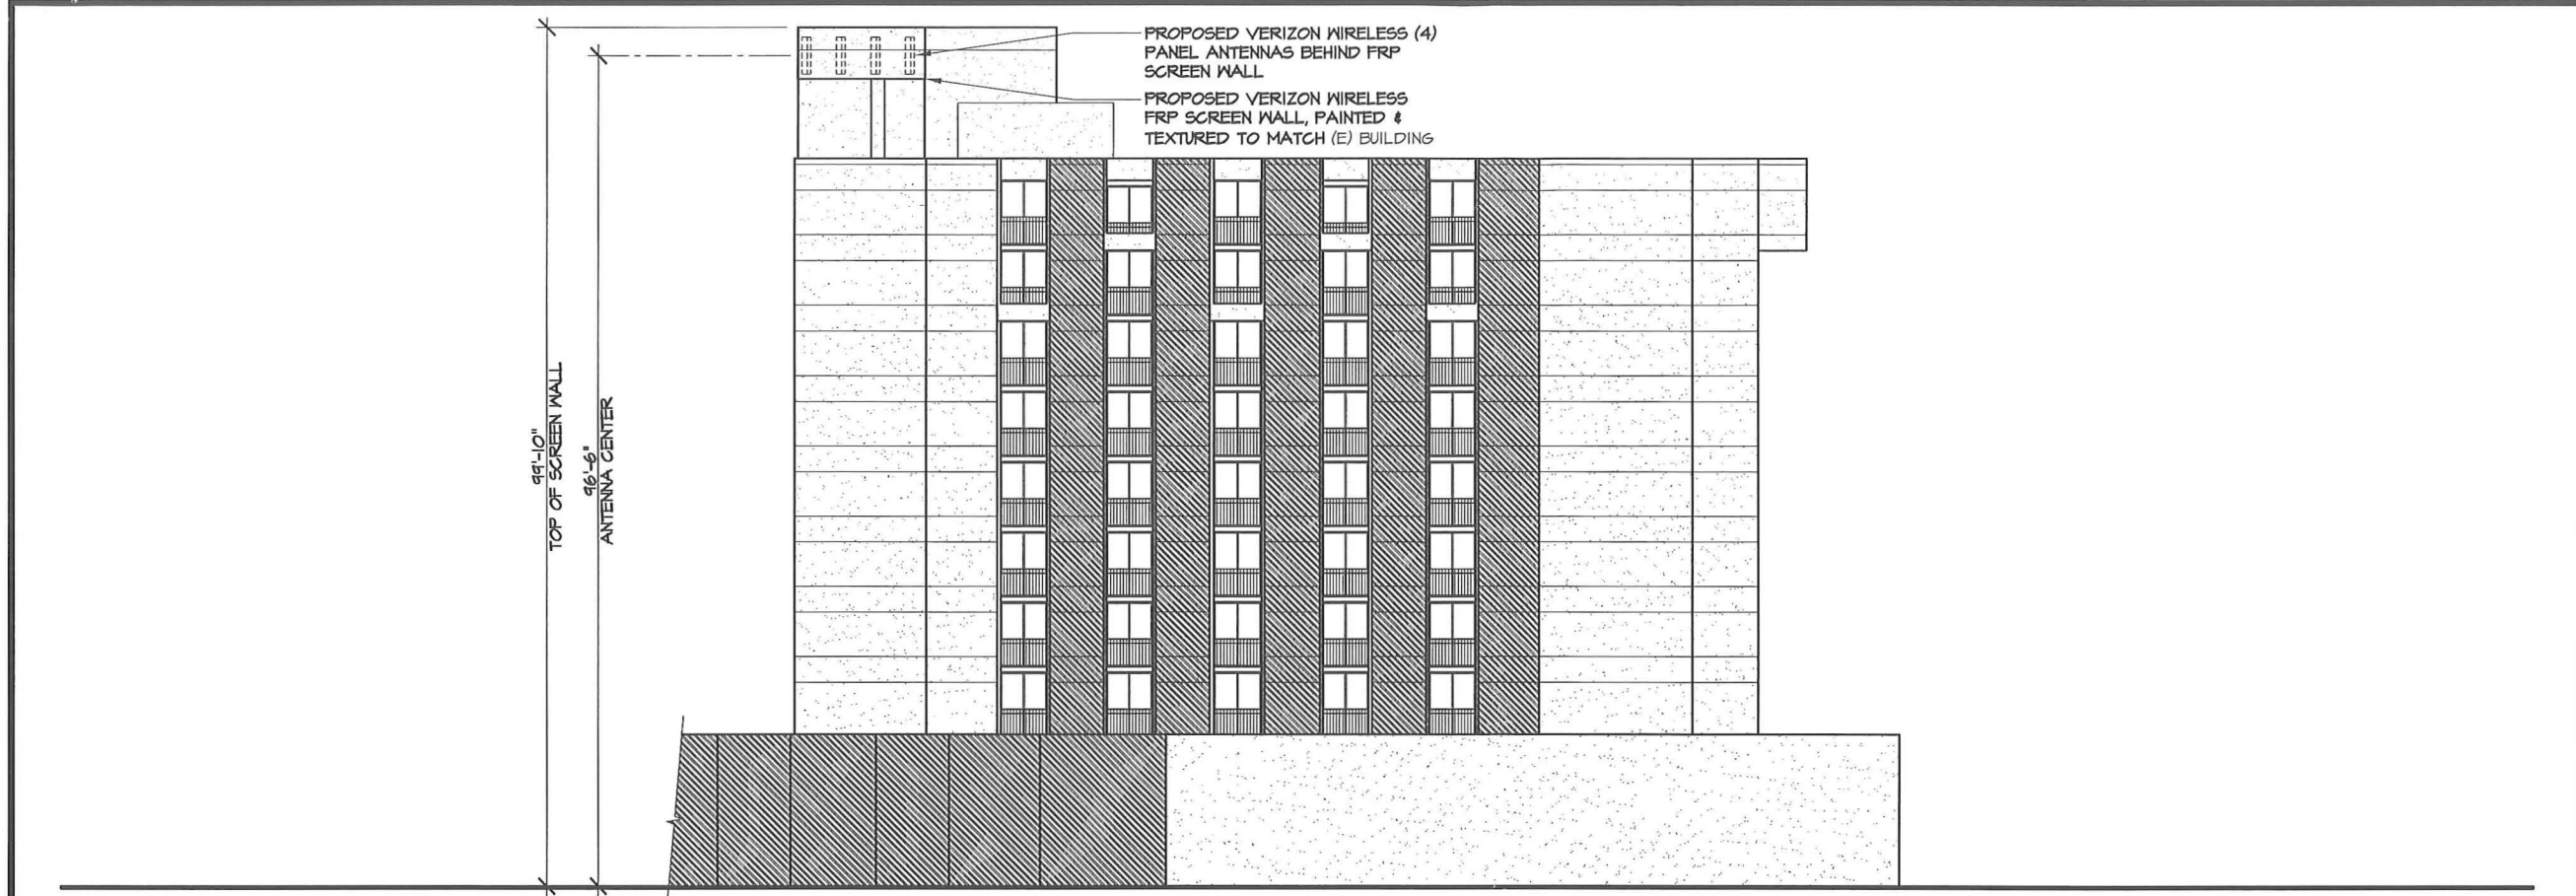 PROPOSED VERIZON WIRELESS (4)
PANEL ANTENNAS BEHIND FRP
SCREEN WALL
PROPOSED VERIZON WIRELESS
FRP SCREEN WALL, PAINTED &
TEXTURED TO MATCH (E) BUILDING
99'-10"
TOP OF SCREEN WALL
96'-6"
ANTENNA CENTER